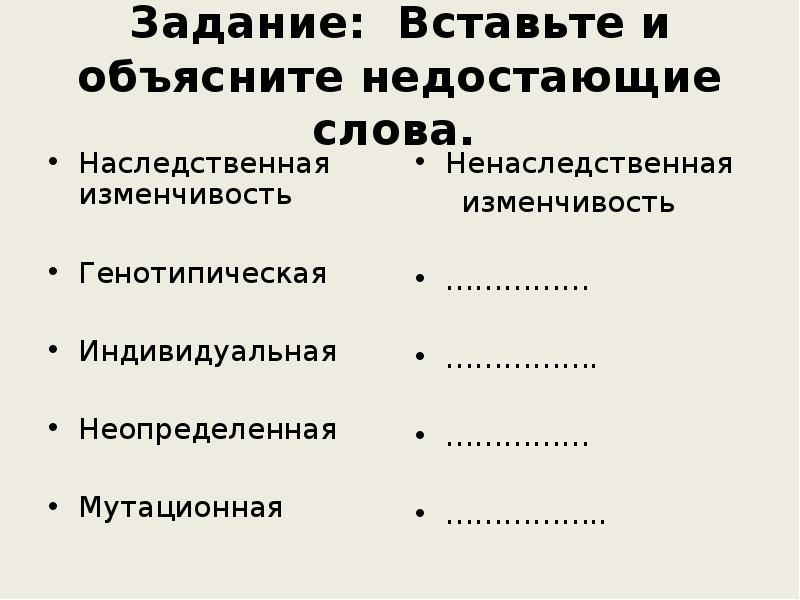 Задание:  Вставьте и
объясните недостающие
слова.
• Наследственная
изменчивость
• Генотипическая
• Индивидуальная
• Неопределенная
• Мутационная
• Ненаследственная
изменчивость
• ……………
• …………….
• ……………
• ……………..